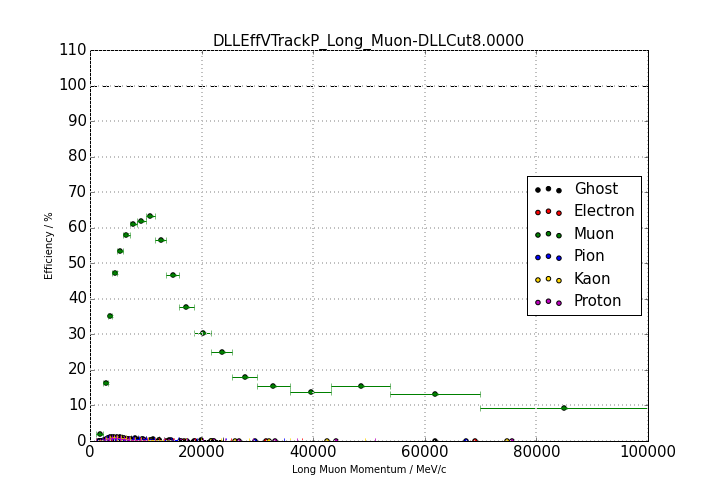 DLLEffVTrackP_Long_Muon-DLLCut8.0000
110
100
90
80
70
60
50
40
30
20
10
0
Efficiency / %
Ghost
Electron
Muon
Pion
Kaon
Proton
0 20000 40000 60000 80000 100000
Long Muon Momentum / MeV/c